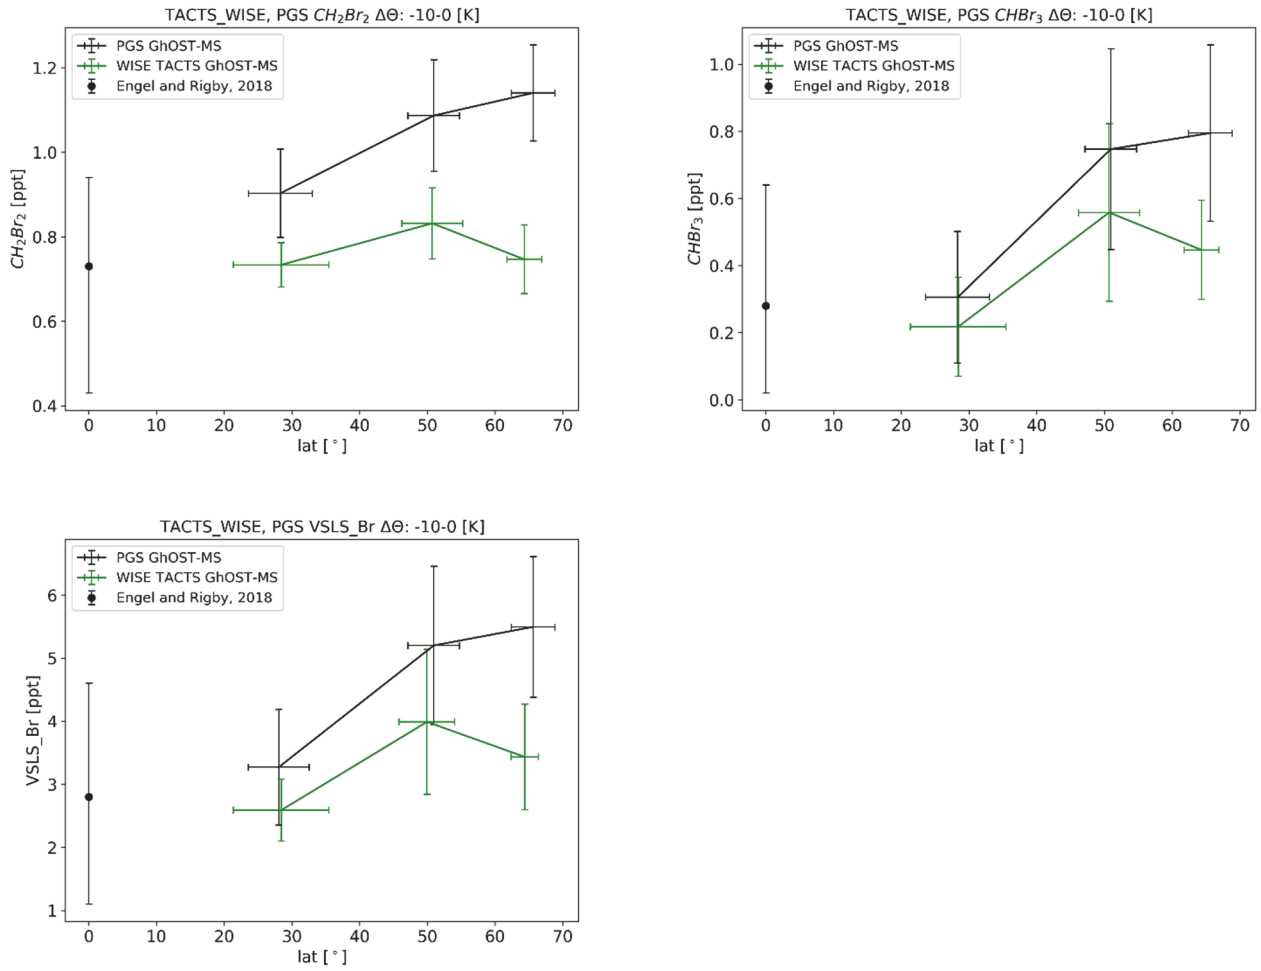 TACTS_WISE, PGS CH₂Br₂ ΔΘ: -10-0 [K]
PGS GhOST-MS
WISE TACTS GhOST-MS
Engel and Rigby, 2018
1.2
1.0
0.8
0.6
0.4
CH₂Br₂ [ppt]
0 10 20 30 40 50 60 70
lat [°]
TACTS_WISE, PGS CHBr₃ ΔΘ: -10-0 [K]
PGS GhOST-MS
WISE TACTS GhOST-MS
Engel and Rigby, 2018
1.0
0.8
0.6
0.4
0.2
0.0
CHBr₃ [ppt]
0 10 20 30 40 50 60 70
lat [°]
TACTS_WISE, PGS VSLS_Br ΔΘ: -10-0 [K]
PGS GhOST-MS
WISE TACTS GhOST-MS
Engel and Rigby, 2018
6
5
4
3
2
1
VSLS_Br [ppt]
0 10 20 30 40 50 60 70
lat [°]